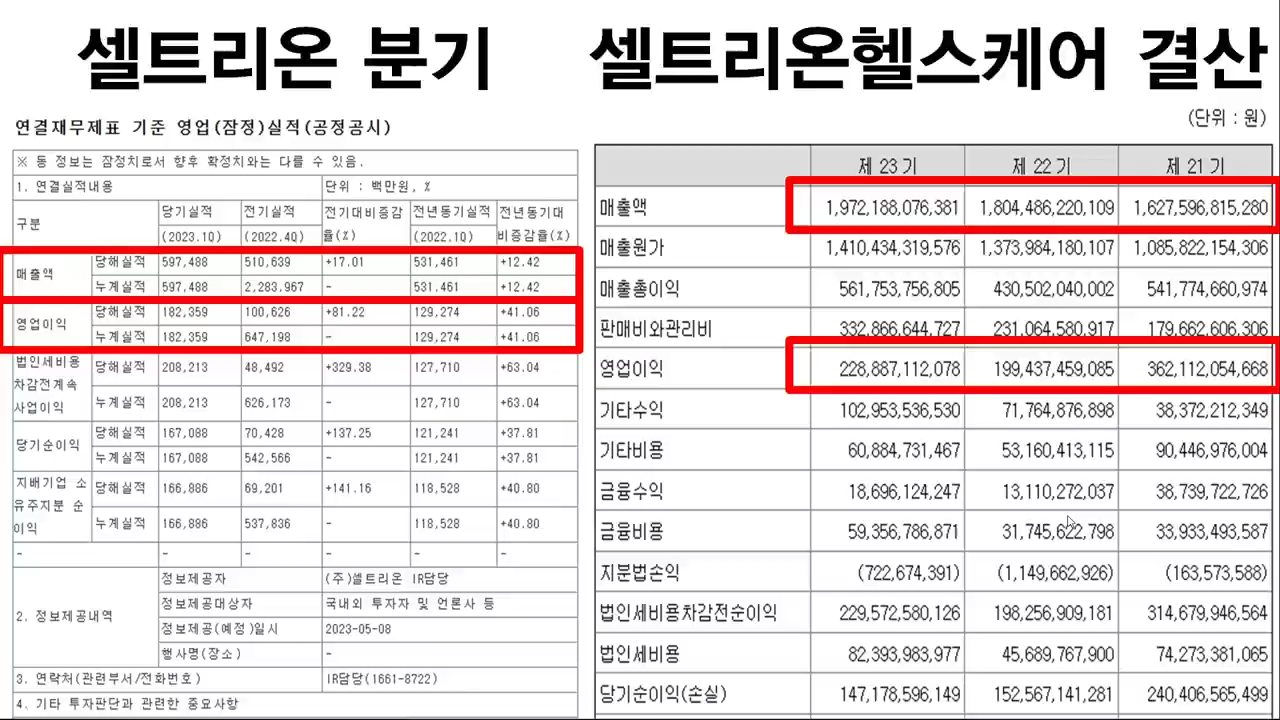 셀트리온 분기
연결재무제표 기준 영업(잠정)실적(공정공시)
※ 동 정보는 잠정치로서 향후 확정치와는 다를 수 있음.
1. 연결실적내용 단위 : 백만원, %
구분 당기실적 전기실적 전기대비증감율(%) 전년동기실적 전년동기대비증감율(%)
(2023.1Q) (2022.4Q) (2022.1Q)
매출액 당해실적 597,488 510,639 +17.01 531,461 +12.42
누계실적 597,488 2,283,967 - 531,461 +12.42
영업이익 당해실적 182,359 100,626 +81.22 129,274 +41.06
누계실적 182,359 647,198 - 129,274 +41.06
법인세비용차감전계속사업이익 당해실적 208,213 48,492 +329.38 127,710 +63.04
누계실적 208,213 626,173 - 127,710 +63.04
당기순이익 당해실적 167,088 70,428 +137.25 121,241 +37.81
누계실적 167,088 542,566 - 121,241 +37.81
지배기업 소유주지분 순이익 당해실적 166,886 69,201 +141.16 118,528 +40.80
누계실적 166,886 537,836 - 118,528 +40.80
- - - - - -
2. 정보제공내역 정보제공자 (주)셀트리온 IR담당
정보제공대상자 국내외 투자자 및 언론사 등
정보제공(예정)일시 2023-05-08
행사명(장소) -
3. 연락처(관련부서/전화번호) IR담당(1661-8722)
4. 기타 투자판단과 관련한 중요사항
셀트리온헬스케어 결산
(단위 : 원)
제 23 기 제 22 기 제 21 기
매출액 1,972,188,076,381 1,804,486,220,109 1,627,596,815,280
매출원가 1,410,434,319,576 1,373,984,180,107 1,085,822,154,306
매출총이익 561,753,756,805 430,502,040,002 541,774,660,974
판매비와관리비 332,866,644,727 231,064,580,917 179,662,606,306
영업이익 228,887,112,078 199,437,459,085 362,112,054,668
기타수익 102,953,536,530 71,764,876,898 38,372,212,349
기타비용 60,884,731,467 53,160,413,115 90,446,976,004
금융수익 18,696,124,247 13,110,272,037 38,739,722,726
금융비용 59,356,786,871 31,745,622,798 33,933,493,587
지분법손익 (722,674,391) (1,149,662,926) (163,573,588)
법인세비용차감전순이익 229,572,580,126 198,256,909,181 314,679,946,564
법인세비용 82,393,983,977 45,689,767,900 74,273,381,065
당기순이익(손실) 147,178,596,149 152,567,141,281 240,406,565,499